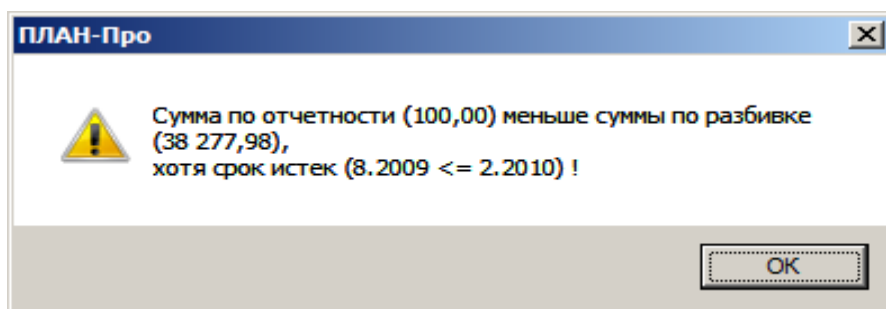 ПЛАН-Про
Сумма по отчетности (100,00) меньше суммы по разбивке
(38 277,98),
хотя срок истек (8.2009 <= 2.2010) !
OK